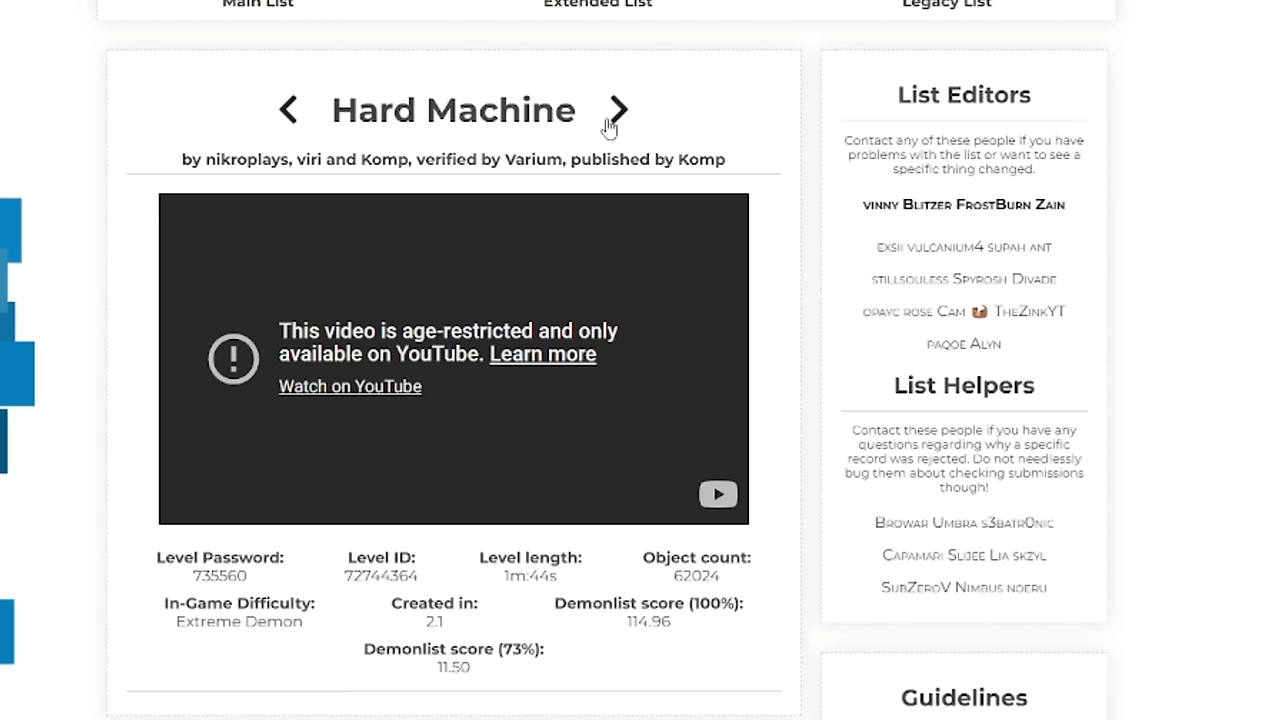 Main List Extended List Legacy List
Hard Machine
by nikroplays, viri and Komp, verified by Varium, published by Komp
This video is age-restricted and only
available on YouTube. Learn more
Watch on YouTube
Level Password: Level ID: Level length: Object count:
735560 72744364 1m:44s 62024
In-Game Difficulty: Created in: Demonlist score (100%):
Extreme Demon 2.1 114.96
Demonlist score (73%):
11.50
List Editors
Contact any of these people if you have
problems with the list or want to see a
specific thing changed.
vinny Blitzer FrostBurn Zain
exsii vulcanium4 supah ant
stillsouless Spyrosh Divade
opayc rose Cam TheZinkYT
paqoe Alyn
List Helpers
Contact these people if you have any
questions regarding why a specific
record was rejected. Do not needlessly
bug them about checking submissions
though!
Browar Umbra s3batr0nic
Capamari Slijee Lia skzyl
SubZeroV Nimbus noeru
Guidelines